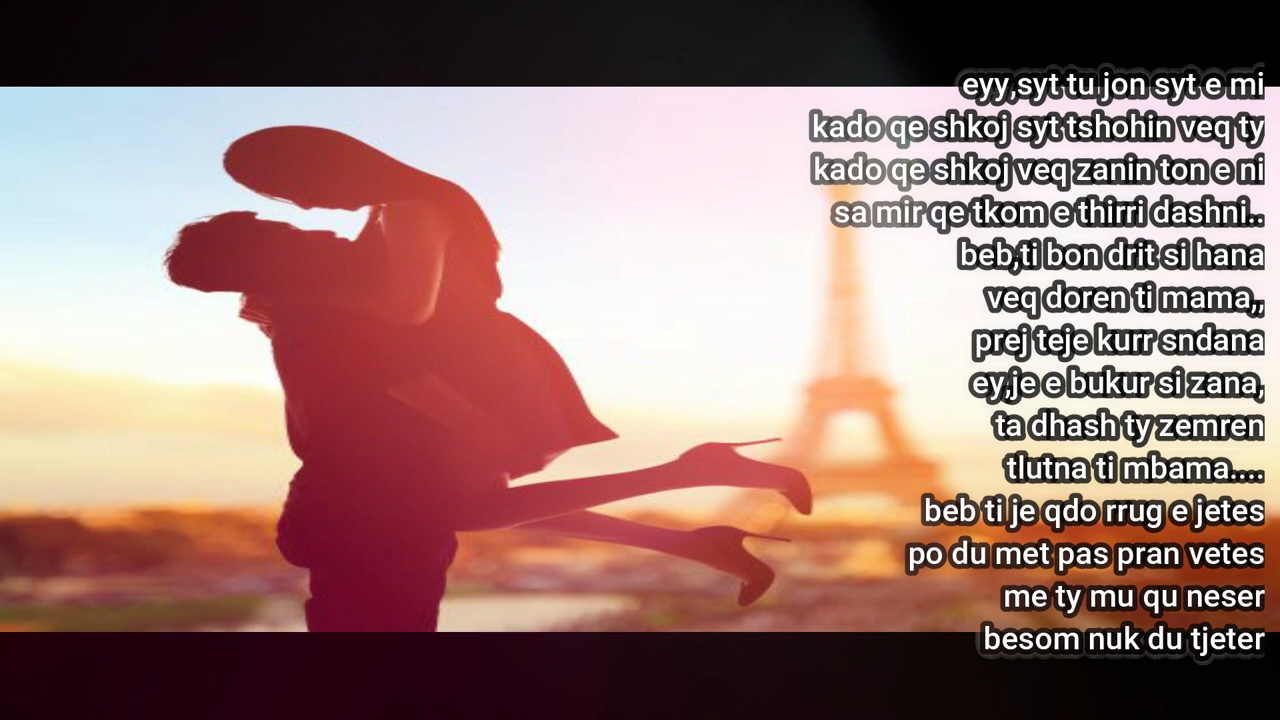 eyy,syt tu jon syt e mi
kado qe shkoj syt tshohin veq ty
kado qe shkoj veq zanin ton e ni
sa mir qe tkom e thirri dashni..
beb,ti bon drit si hana
veq doren ti mama,,
prej teje kurr sndana
ey,je e bukur si zana,
ta dhash ty zemren
tlutna ti mbama....
beb ti je qdo rrug e jetes
po du met pas pran vetes
me ty mu qu neser
besom nuk du tjeter